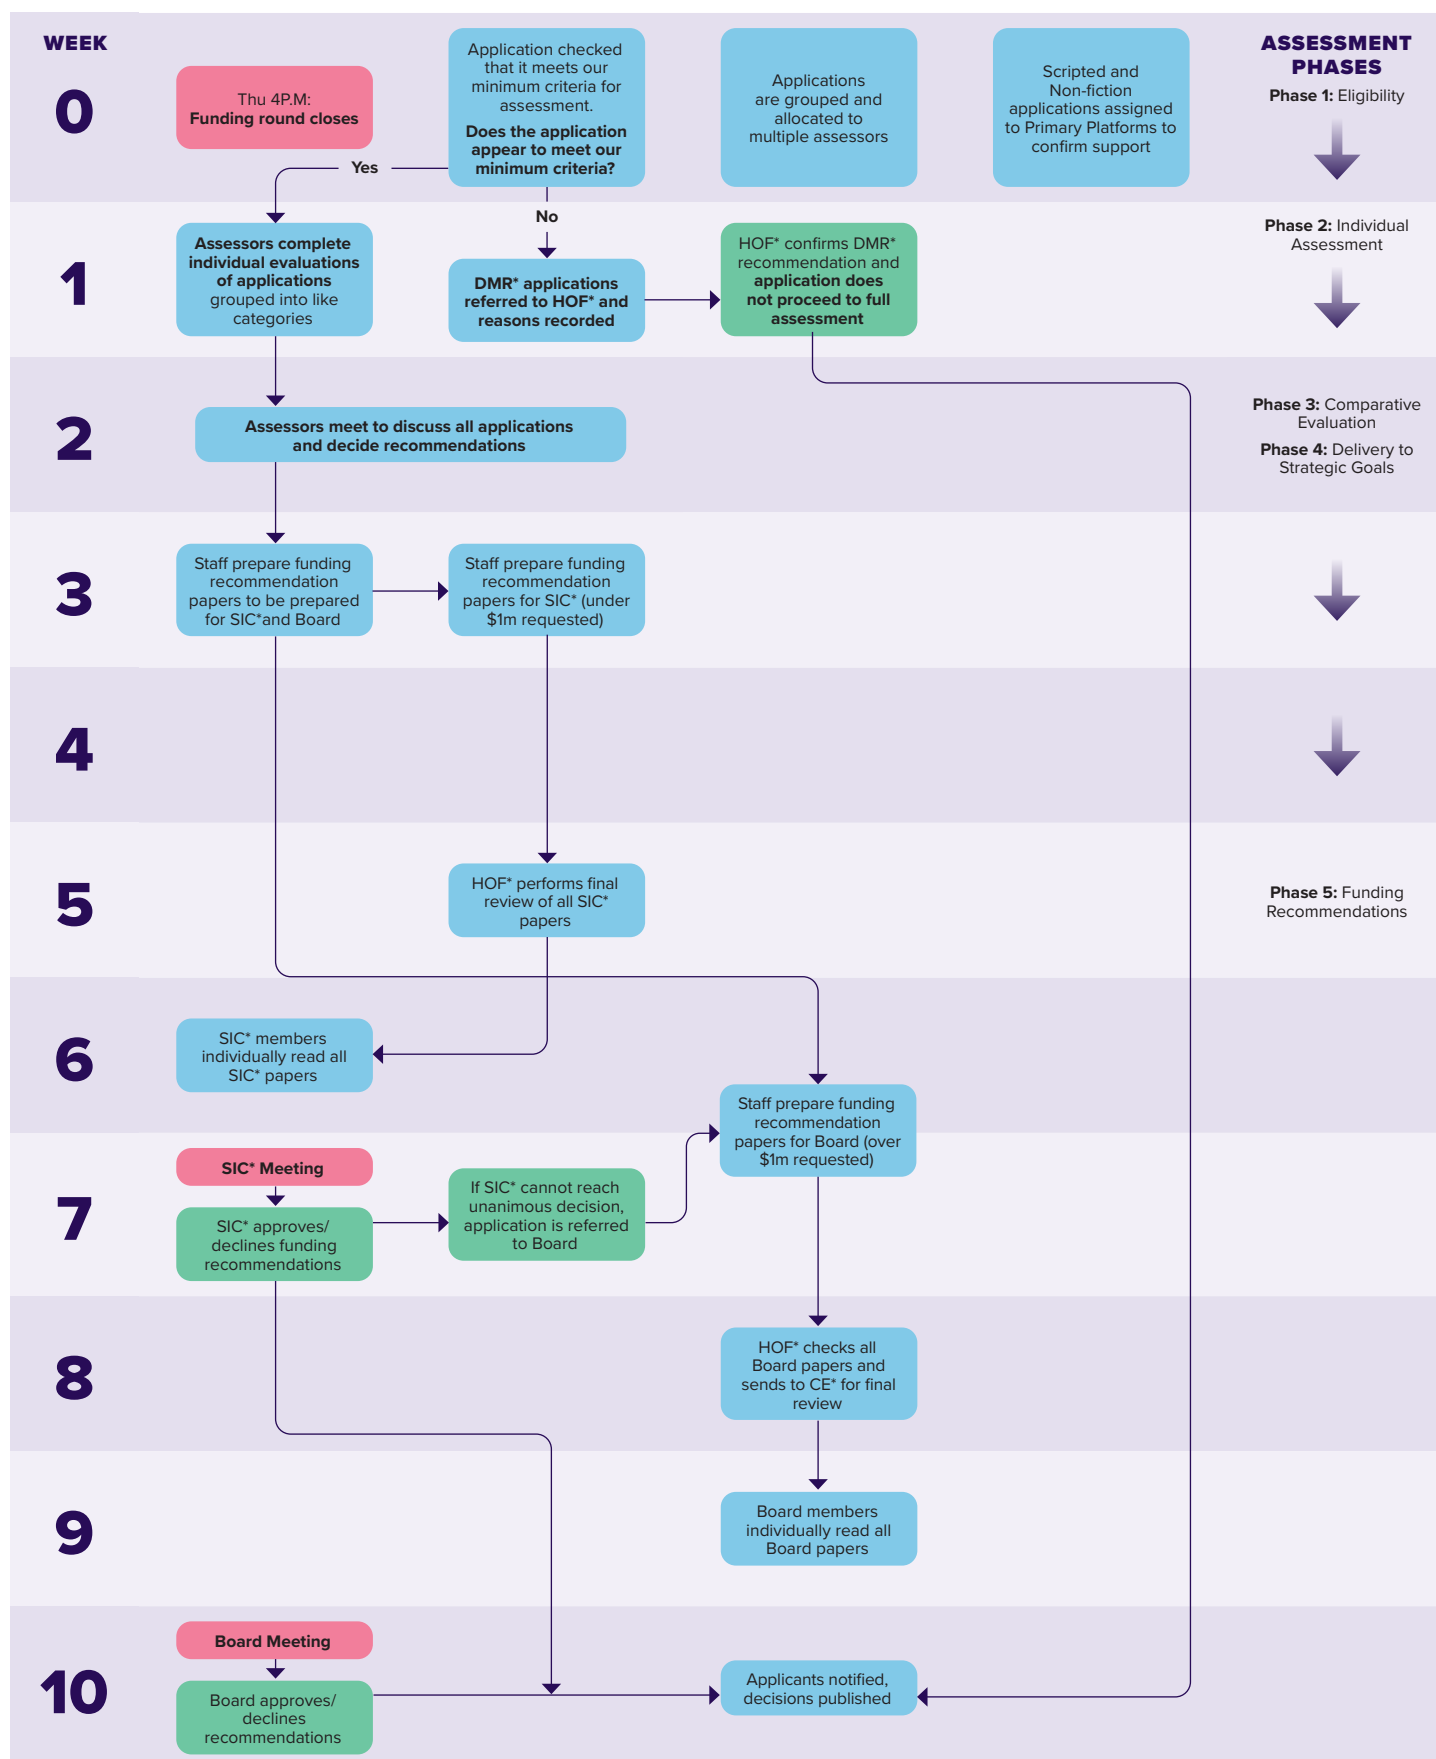 WEEK
0
Thu 4P.M:
Funding round closes
Application checked
that it meets our
minimum criteria for
assessment.
Does the application
appear to meet our
minimum criteria?
Applications
are grouped and
allocated to
multiple assessors
Scripted and
Non-fiction
applications assigned
to Primary Platforms to
confirm support
ASSESSMENT
PHASES
Phase 1: Eligibility
Yes
No
1
Assessors complete
individual evaluations
of applications
grouped into like
categories
DMR* applications
referred to HOF* and
reasons recorded
HOF* confirms DMR*
recommendation and
application does
not proceed to full
assessment
Phase 2: Individual
Assessment
2
Assessors meet to discuss all applications
and decide recommendations
Phase 3: Comparative
Evaluation
Phase 4: Delivery to
Strategic Goals
3
Staff prepare funding
recommendation
papers to be prepared
for SIC*and Board
Staff prepare funding
recommendation
papers for SIC* (under
$1m requested)
4
5
HOF* performs final
review of all SIC*
papers
Phase 5: Funding
Recommendations
6
SIC* members
individually read all
SIC* papers
Staff prepare funding
recommendation
papers for Board (over
$1m requested)
7
SIC* Meeting
SIC* approves/
declines funding
recommendations
If SIC* cannot reach
unanimous decision,
application is referred
to Board
8
HOF* checks all
Board papers and
sends to CE* for final
review
9
Board members
individually read all
Board papers
10
Board Meeting
Board approves/
declines
recommendations
Applicants notified,
decisions published